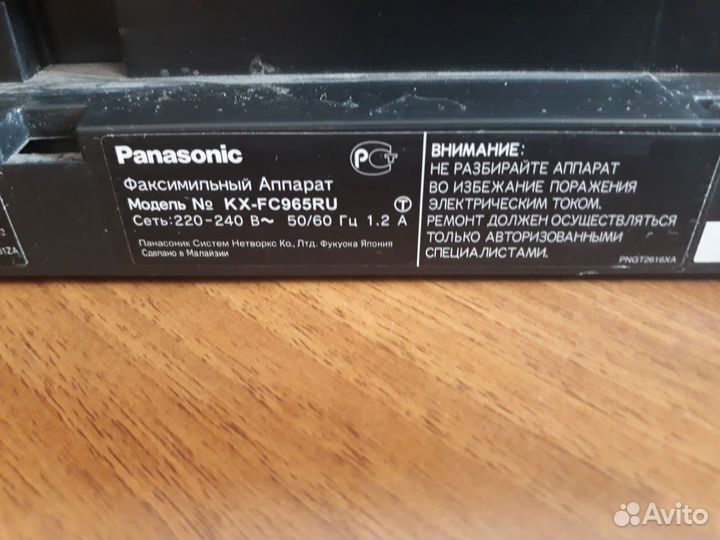 Panasonic
Факсимильный Аппарат
Модель № KX-FC965RU
Сеть:220-240 В~ 50/60 Гц 1.2 А
Панасоник Систем Нетворкс Ко., Лтд. Фукуока Япония
Сделано в Малайзии
РСТ
Т
ВНИМАНИЕ:
НЕ РАЗБИРАЙТЕ АППАРАТ
ВО ИЗБЕЖАНИЕ ПОРАЖЕНИЯ
ЭЛЕКТРИЧЕСКИМ ТОКОМ.
РЕМОНТ ДОЛЖЕН ОСУЩЕСТВЛЯТЬСЯ
ТОЛЬКО АВТОРИЗОВАННЫМИ
СПЕЦИАЛИСТАМИ.
PNGT2616XA
Avito